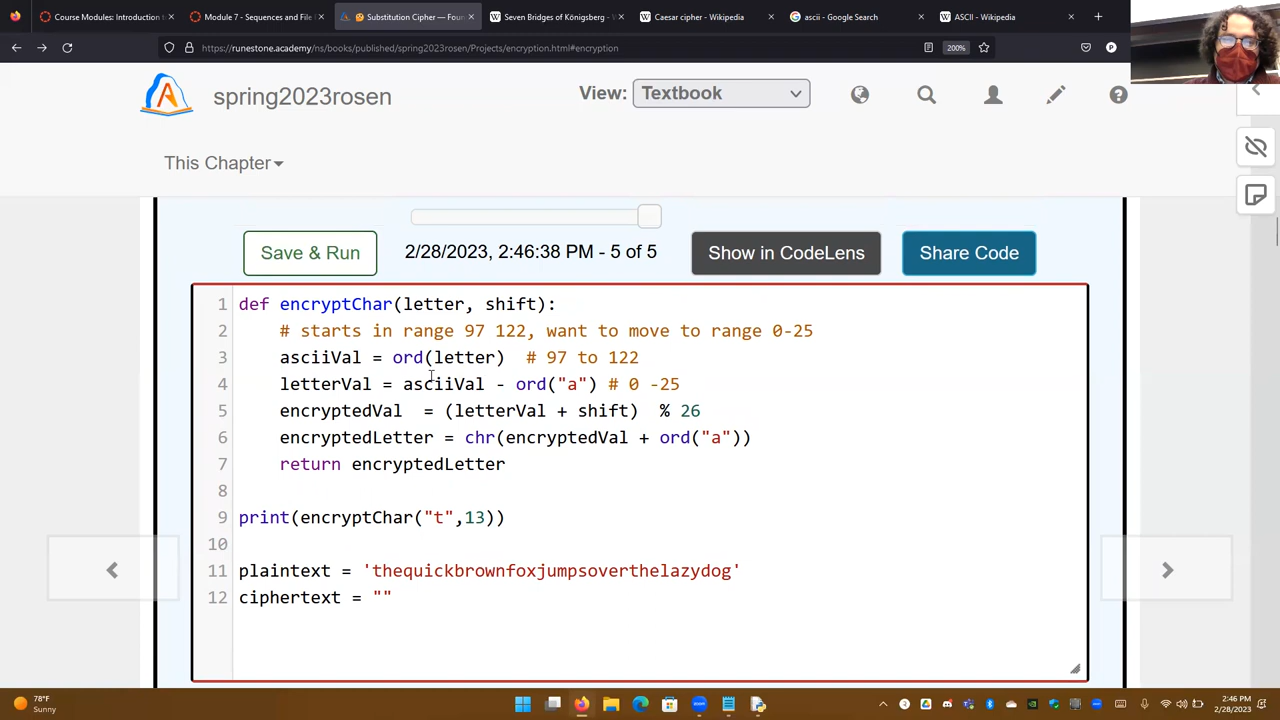 Course Modules: Introduction to
Module 7 - Sequences and File I
Substitution Cipher — Foun
Seven Bridges of Königsberg - W
Caesar cipher - Wikipedia
ascii - Google Search
ASCII - Wikipedia
https://runestone.academy/ns/books/published/spring2023rosen/Projects/encryption.html#encryption
200%
spring2023rosen
View:
Textbook
This Chapter
Save & Run
2/28/2023, 2:46:38 PM - 5 of 5
Show in CodeLens
Share Code
1 def encryptChar(letter, shift):
2     # starts in range 97 122, want to move to range 0-25
3     asciiVal = ord(letter)  # 97 to 122
4     letterVal = asciiVal - ord("a") # 0 -25
5     encryptedVal  = (letterVal + shift)  % 26
6     encryptedLetter = chr(encryptedVal + ord("a"))
7     return encryptedLetter
8
9 print(encryptChar("t",13))
10
11 plaintext = 'thequickbrownfoxjumpsoverthelazydog'
12 ciphertext = ""
78°F
Sunny
2:46 PM
2/28/2023